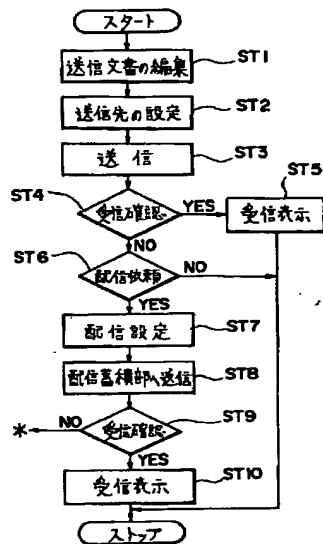 スタート
送信文書の編集 ST1
送信先の設定 ST2
送信 ST3
ST4 受信確認 YES 受信表示 ST5
NO
ST6 配信依頼 NO
YES
配信設定 ST7
配信蓄積部へ送信 ST8
* NO 受信確認 ST9
YES
受信表示 ST10
ストップ